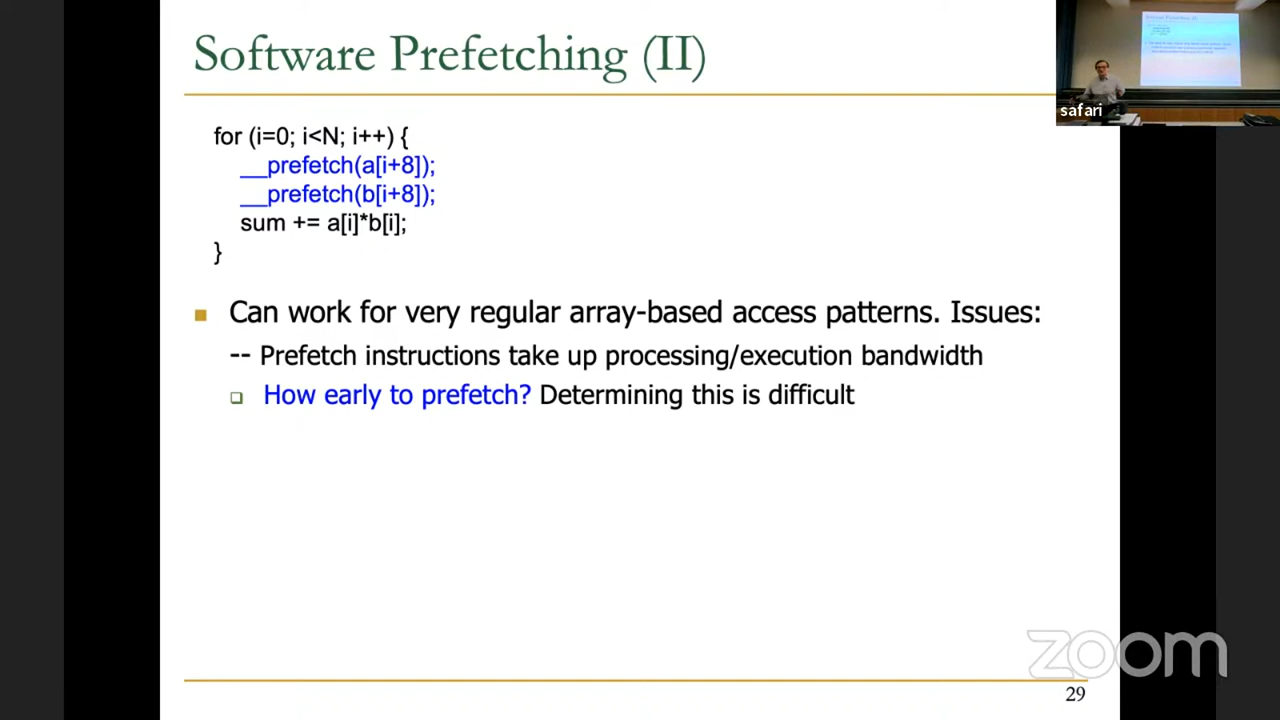 Software Prefetching (II)
for (i=0; i<N; i++) {
__prefetch(a[i+8]);
__prefetch(b[i+8]);
sum += a[i]*b[i];
}
Can work for very regular array-based access patterns. Issues:
-- Prefetch instructions take up processing/execution bandwidth
How early to prefetch? Determining this is difficult
29
safari
zoom